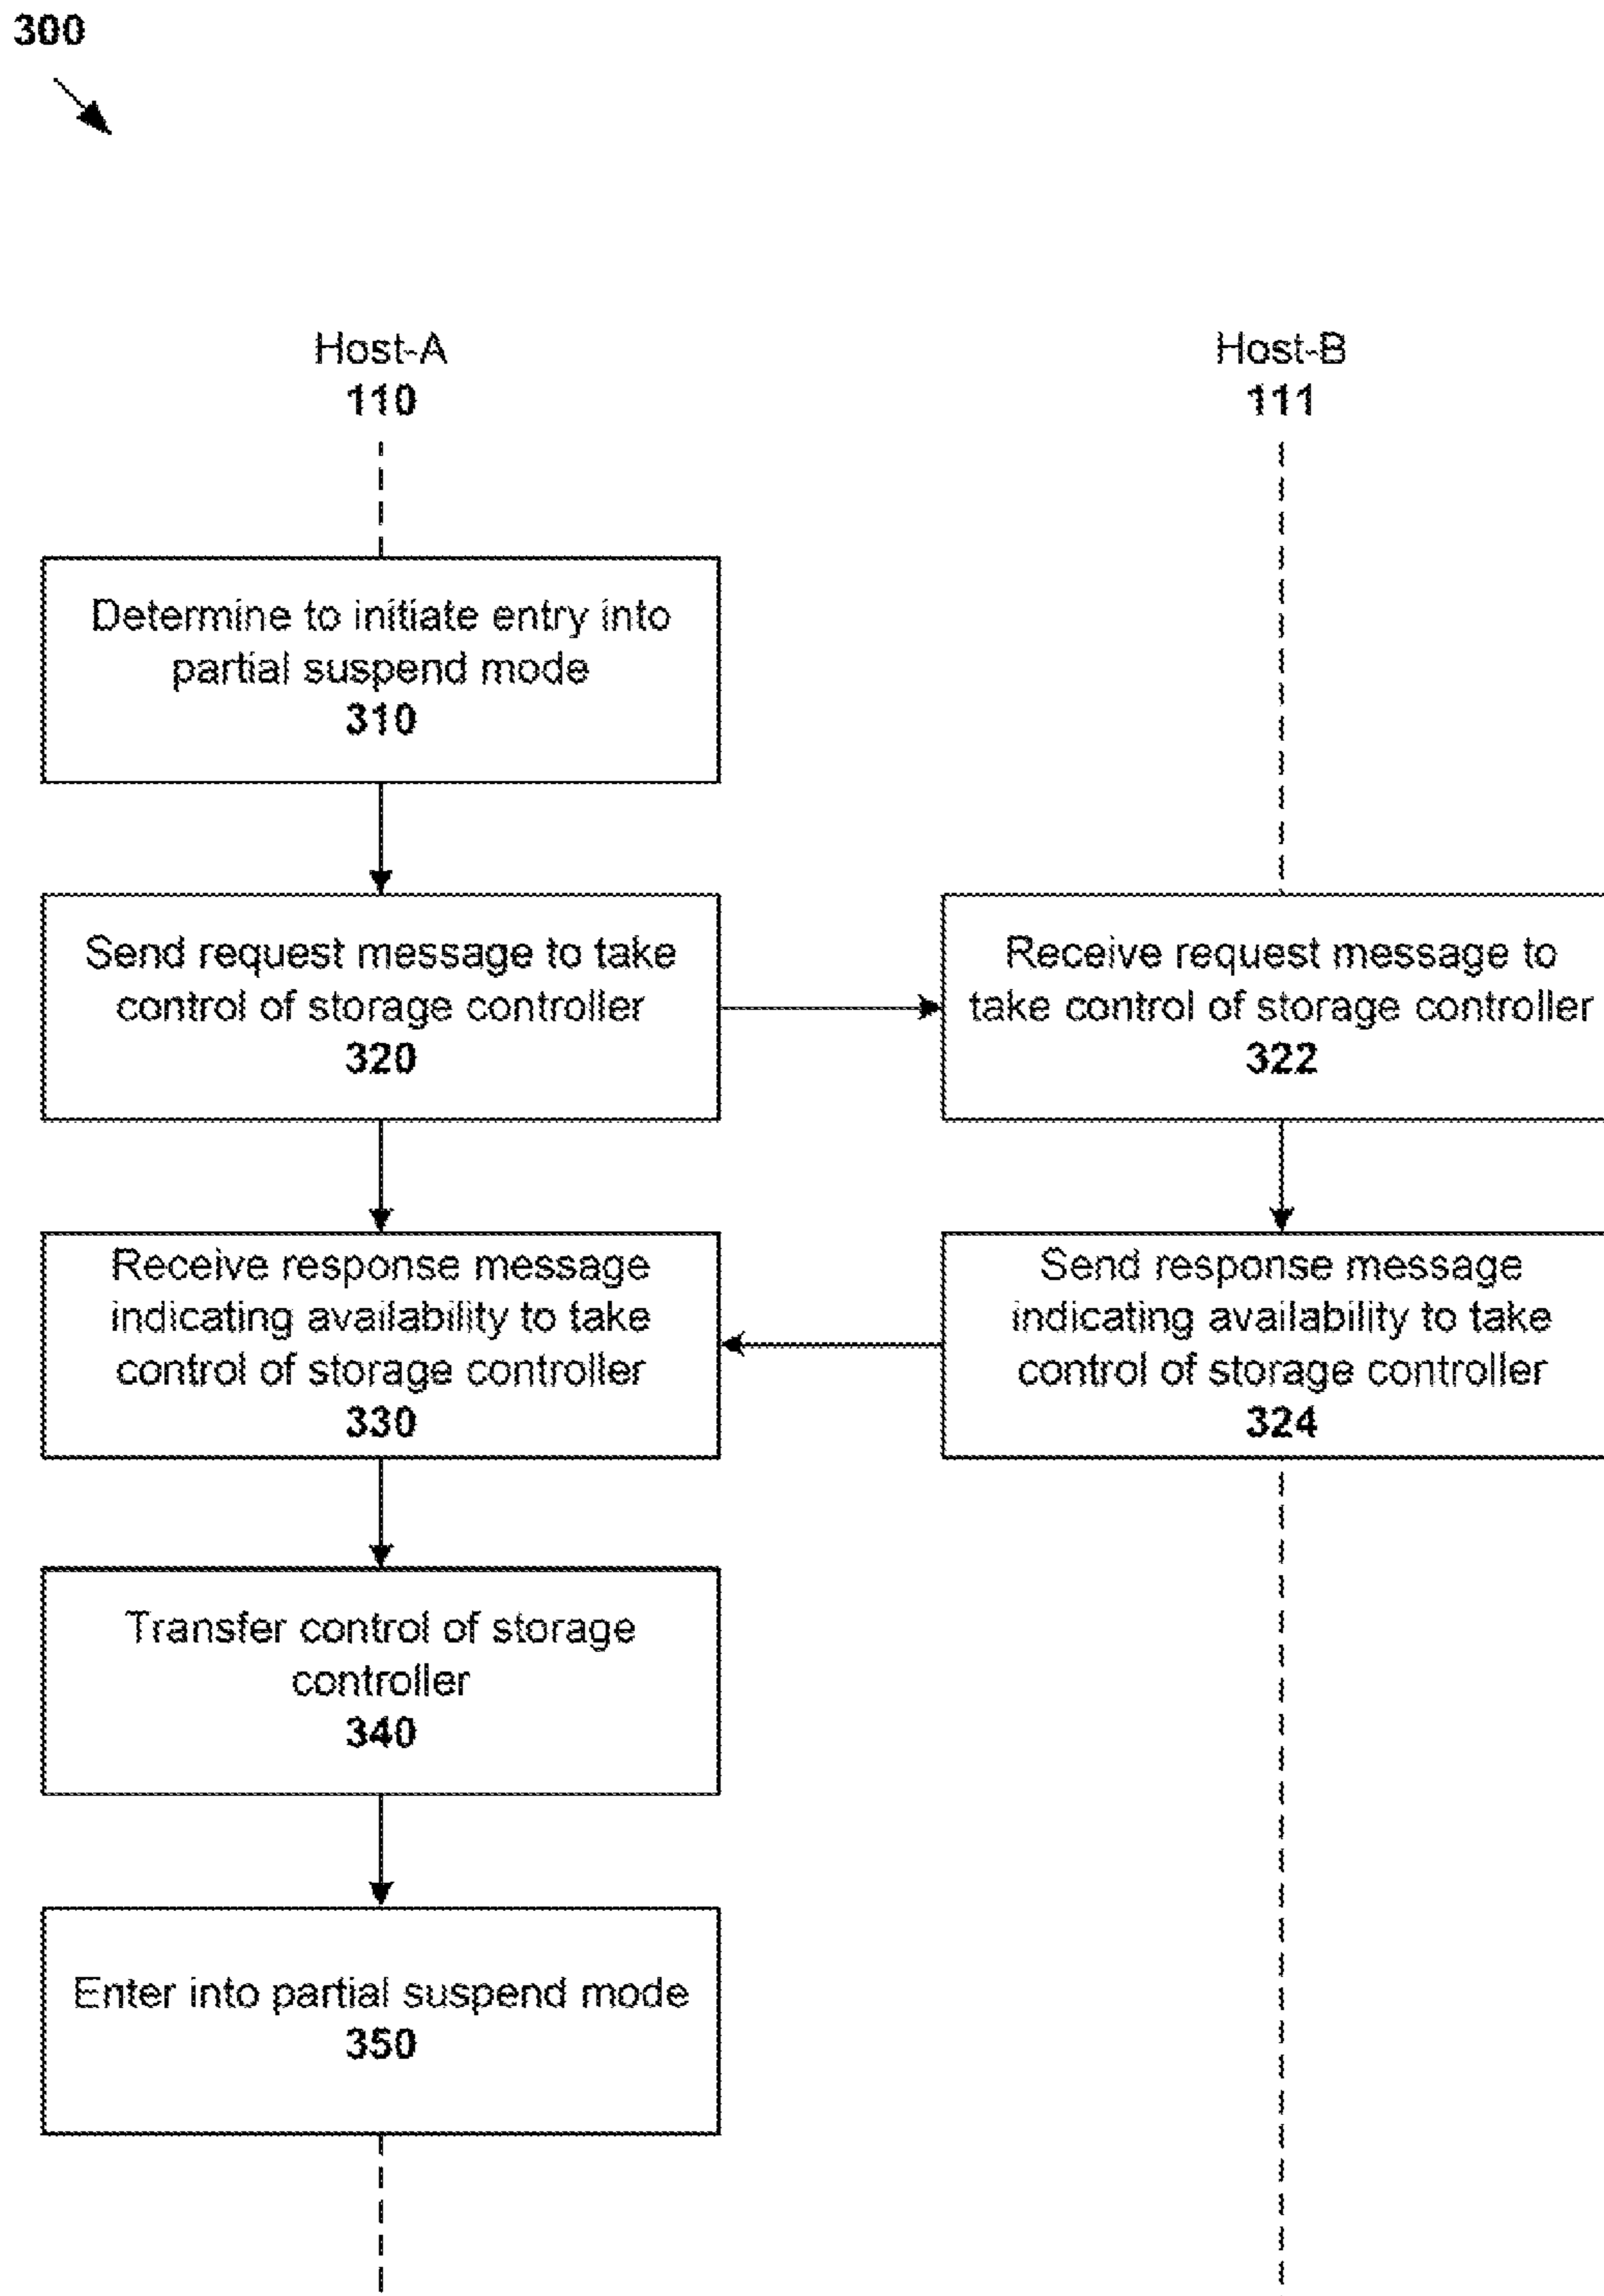 300
Host-A
110
Host-B
111
Determine to initiate entry into
partial suspend mode
310
Send request message to take
control of storage controller
320
Receive request message to
take control of storage controller
322
Receive response message
indicating availability to take
control of storage controller
330
Send response message
indicating availability to take
control of storage controller
324
Transfer control of storage
controller
340
Enter into partial suspend mode
350